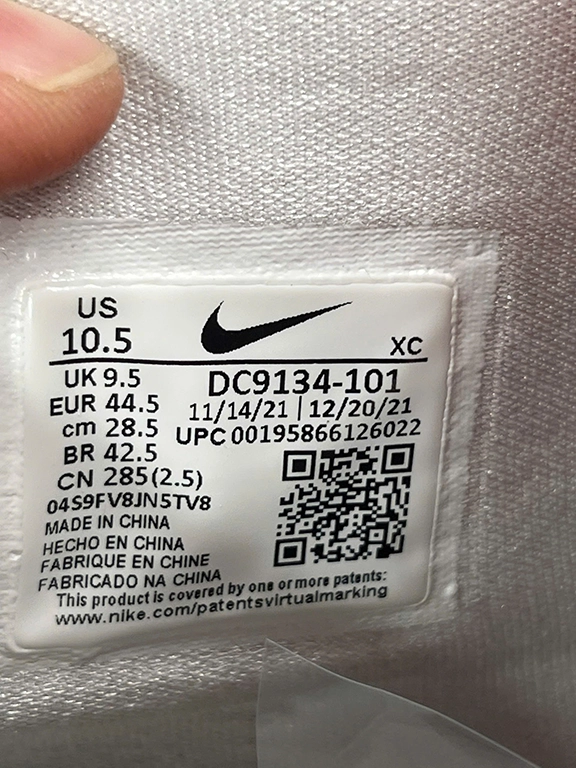 US
10.5
XC
UK 9.5
EUR 44.5
cm 28.5
BR 42.5
CN 285(2.5)
DC9134-101
11/14/21 | 12/20/21
UPC 00195866126022
04S9FV8JN5TV8
MADE IN CHINA
HECHO EN CHINA
FABRIQUE EN CHINE
FABRICADO NA CHINA
This product is covered by one or more patents:
www.nike.com/patentsvirtualmarking